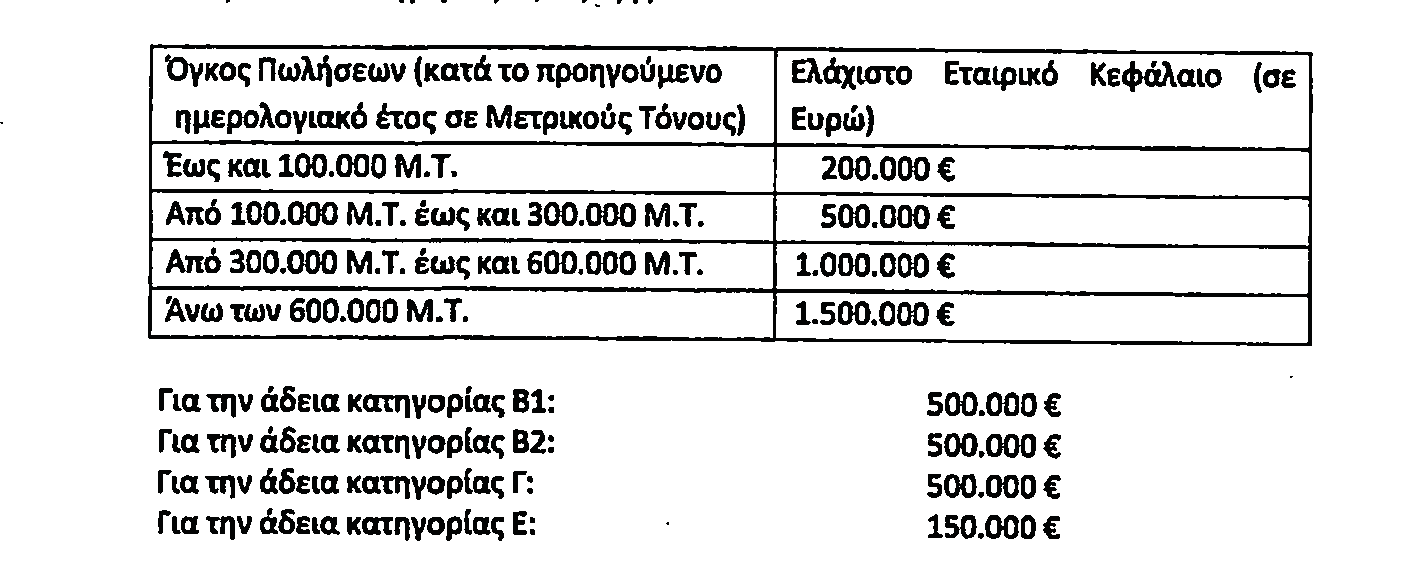 Όγκος Πωλήσεων (κατά το προηγούμενο
ημερολογιακό έτος σε Μετρικούς Τόνους)
Ελάχιστο Εταιρικό Κεφάλαιο (σε
Ευρώ)
Έως και 100.000 Μ.Τ. 200.000 €
Από 100.000 Μ.Τ. έως και 300.000 Μ.Τ. 500.000 €
Από 300.000 Μ.Τ. έως και 600.000 Μ.Τ. 1.000.000 €
Άνω των 600.000 Μ.Τ. 1.500.000 €
Για την άδεια κατηγορίας Β1: 500.000 €
Για την άδεια κατηγορίας Β2: 500.000 €
Για την άδεια κατηγορίας Γ: 500.000 €
Για την άδεια κατηγορίας Ε: 150.000 €